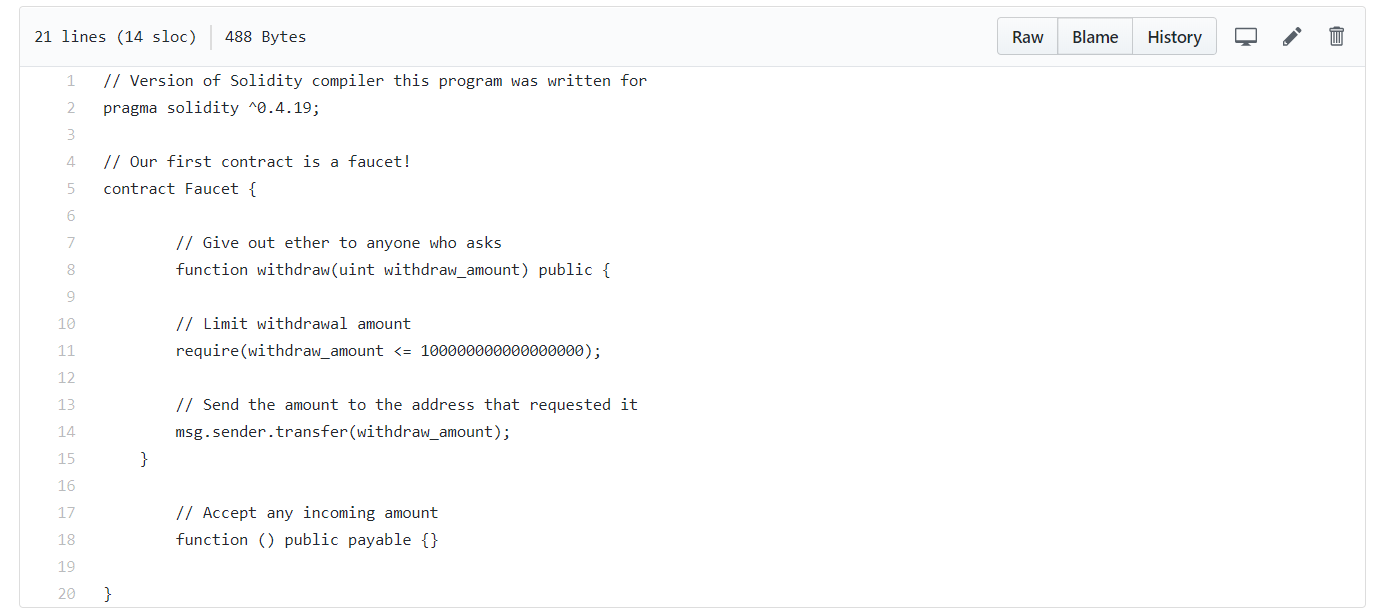 21 lines (14 sloc) 488 Bytes Raw Blame History
1 // Version of Solidity compiler this program was written for
2 pragma solidity ^0.4.19;
3
4 // Our first contract is a faucet!
5 contract Faucet {
6
7 // Give out ether to anyone who asks
8 function withdraw(uint withdraw_amount) public {
9
10 // Limit withdrawal amount
11 require(withdraw_amount <= 100000000000000000);
12
13 // Send the amount to the address that requested it
14 msg.sender.transfer(withdraw_amount);
15 }
16
17 // Accept any incoming amount
18 function () public payable {}
19
20 }